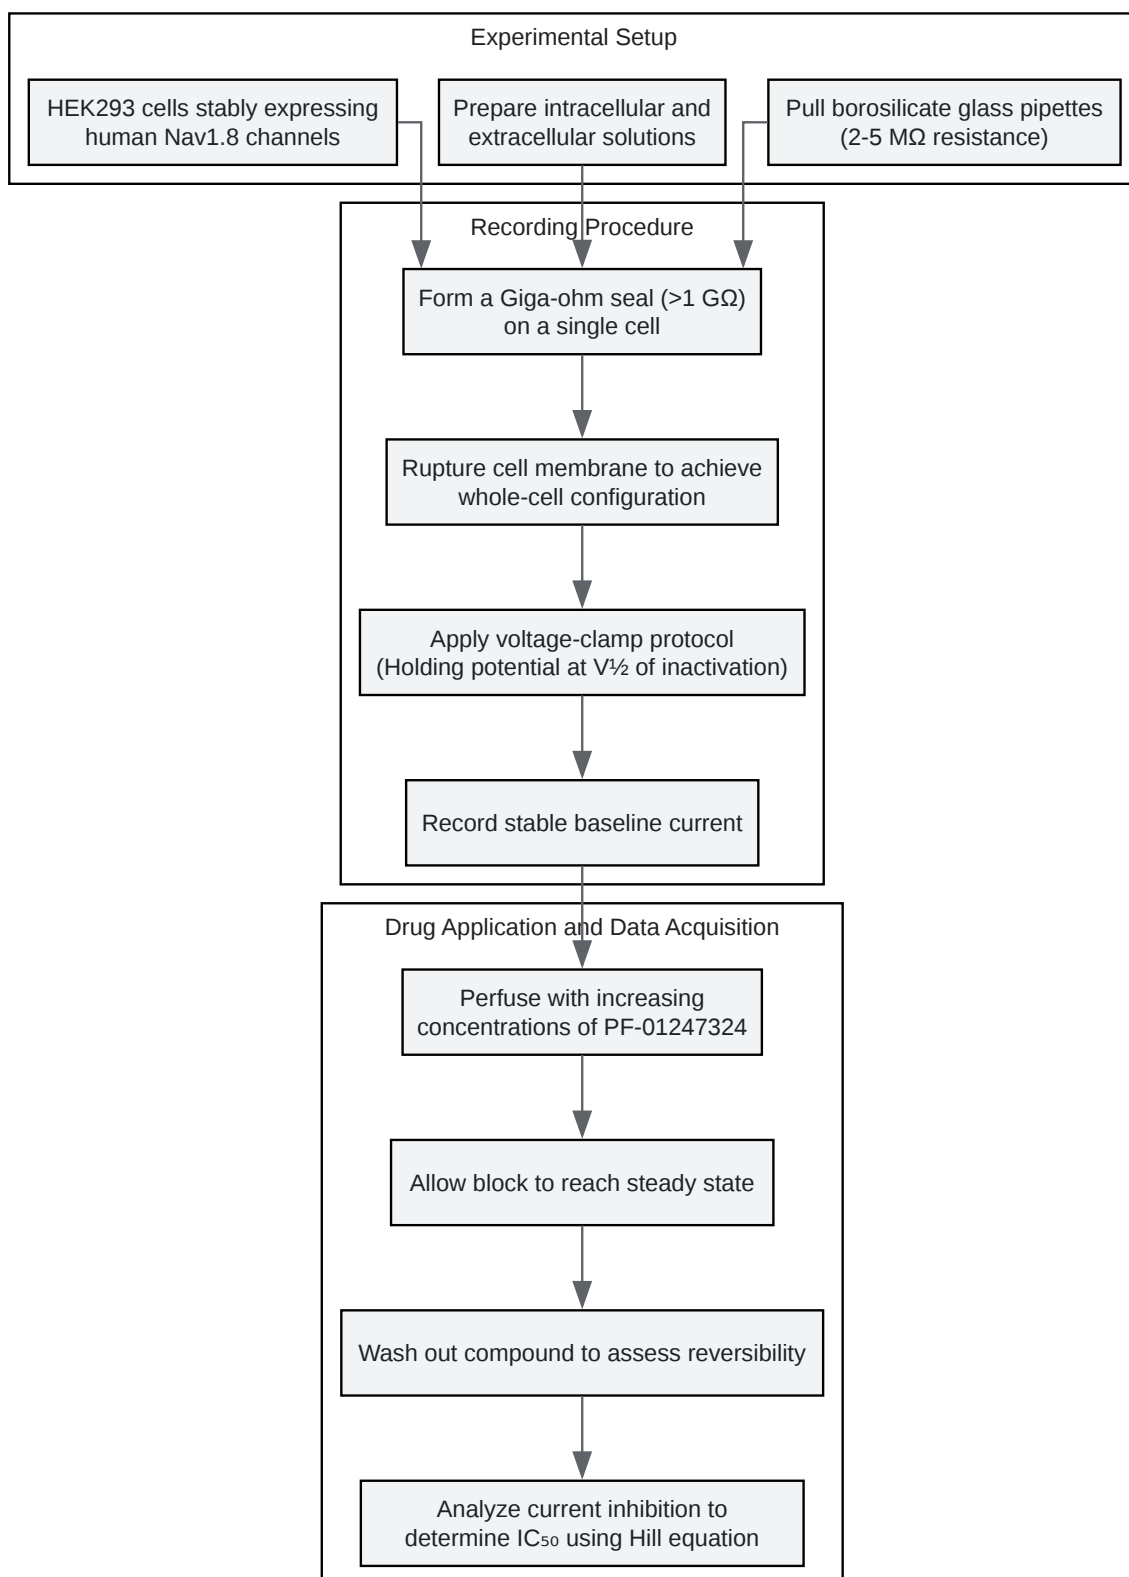 Experimental Setup
HEK293 cells stably expressing
human Nav1.8 channels
Prepare intracellular and
extracellular solutions
Pull borosilicate glass pipettes
(2-5 MΩ resistance)
Recording Procedure
Form a Giga-ohm seal (>1 GΩ)
on a single cell
Rupture cell membrane to achieve
whole-cell configuration
Apply voltage-clamp protocol
(Holding potential at V½ of inactivation)
Record stable baseline current
Drug Application and Data Acquisition
Perfuse with increasing
concentrations of PF-01247324
Allow block to reach steady state
Wash out compound to assess reversibility
Analyze current inhibition to
determine IC₅₀ using Hill equation